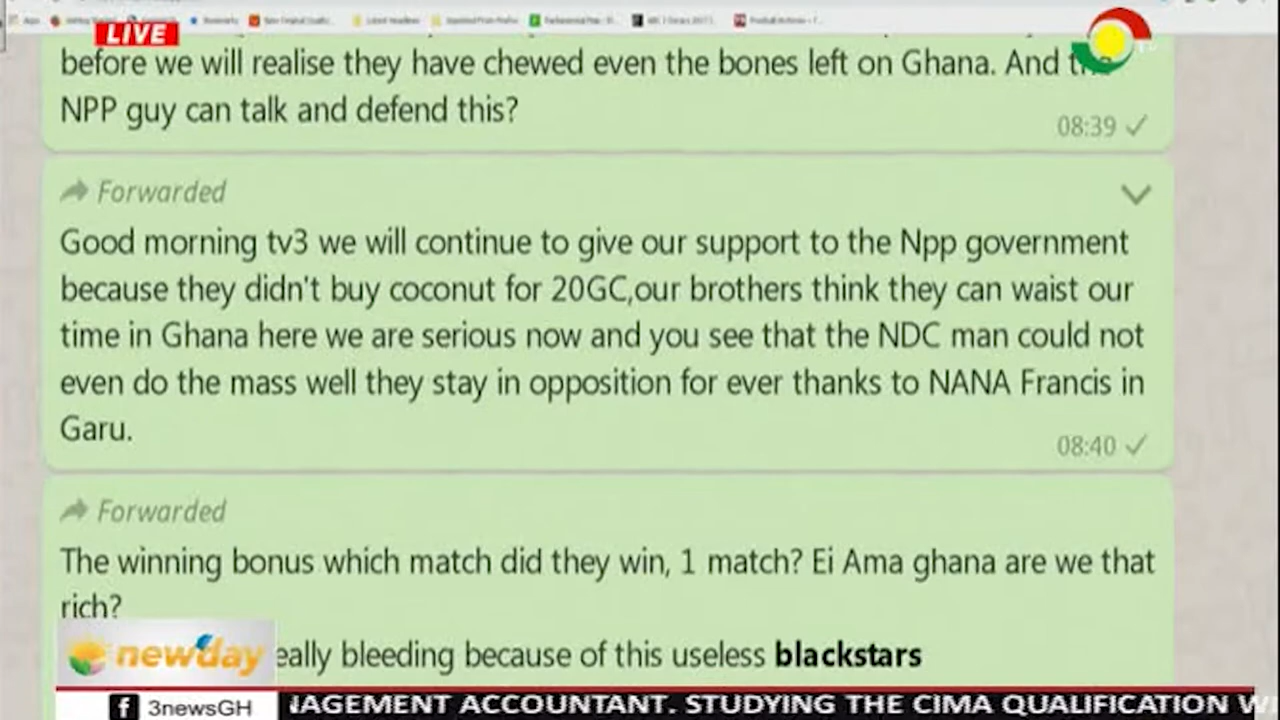 LIVE
before we will realise they have chewed even the bones left on Ghana. And the
NPP guy can talk and defend this?
08:39
Forwarded
Good morning tv3 we will continue to give our support to the Npp government
because they didn't buy coconut for 20GC,our brothers think they can waist our
time in Ghana here we are serious now and you see that the NDC man could not
even do the mass well they stay in opposition for ever thanks to NANA Francis in
Garu.
08:40
Forwarded
The winning bonus which match did they win, 1 match? Ei Ama ghana are we that
rich?
eally bleeding because of this useless blackstars
newday
f 3newsGH
NAGEMENT ACCOUNTANT. STUDYING THE CIMA QUALIFICATION WI